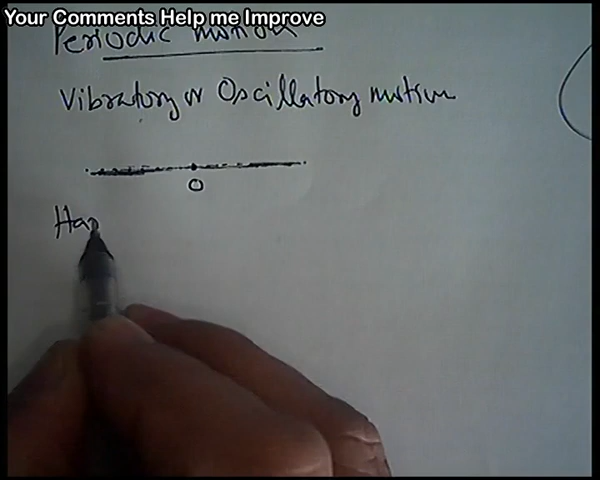 Your Comments Help me Improve
Periodic motion
Vibratory or Oscillatory motion
O
Ha